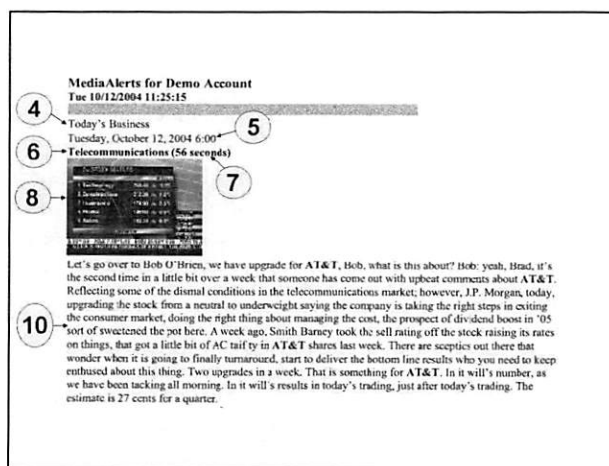 MediaAlerts for Demo Account
Tue 10/12/2004 11:25:15
4
Today's Business
5
Tuesday, October 12, 2004 6:00
6
Telecommunications (56 seconds)
7
8
Let's go over to Bob O'Brien, we have upgrade for AT&T, Bob, what is this about? Bob: yeah, Brad, it's
the second time in a little bit over a week that someone has come out with upbeat comments about AT&T.
Reflecting some of the dismal conditions in the telecommunications market; however, J.P. Morgan, today,
upgrading the stock from a neutral to underweight saying the company is taking the right steps in exiting
the consumer market, doing the right thing about managing the cost, the prospect of dividend boost in '05
10
sort of sweetened the pot here. A week ago, Smith Barney took the sell rating off the stock raising its rates
on things, that got a little bit of AC taif ty in AT&T shares last week. There are sceptics out there that
wonder when it is going to finally turnaround, start to deliver the bottom line results who you need to keep
enthused about this thing. Two upgrades in a week. That is something for AT&T. In it will's number, as
we have been tacking all morning. In it will's results in today's trading, just after today's trading. The
estimate is 27 cents for a quarter.